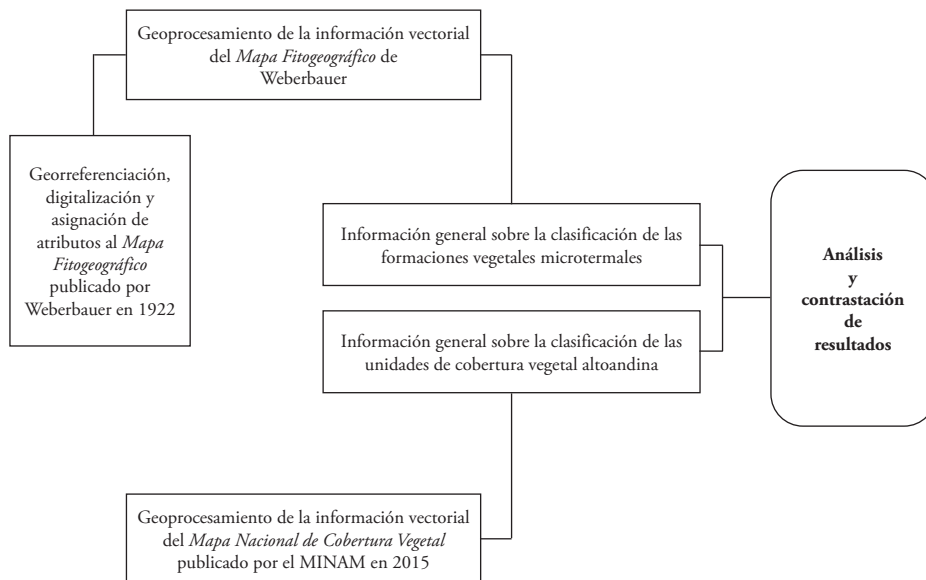 Geoprocesamiento de la información vectorial
del Mapa Fitogeográfico de
Weberbauer
Georreferenciación,
digitalización y
asignación de
atributos al Mapa
Fitogeográfico
publicado por
Weberbauer en 1922
Información general sobre la clasificación de las
formaciones vegetales microtermales
Información general sobre la clasificación de las
unidades de cobertura vegetal altoandina
Análisis
y
contrastación
de
resultados
Geoprocesamiento de la información vectorial
del Mapa Nacional de Cobertura Vegetal
publicado por el MINAM en 2015